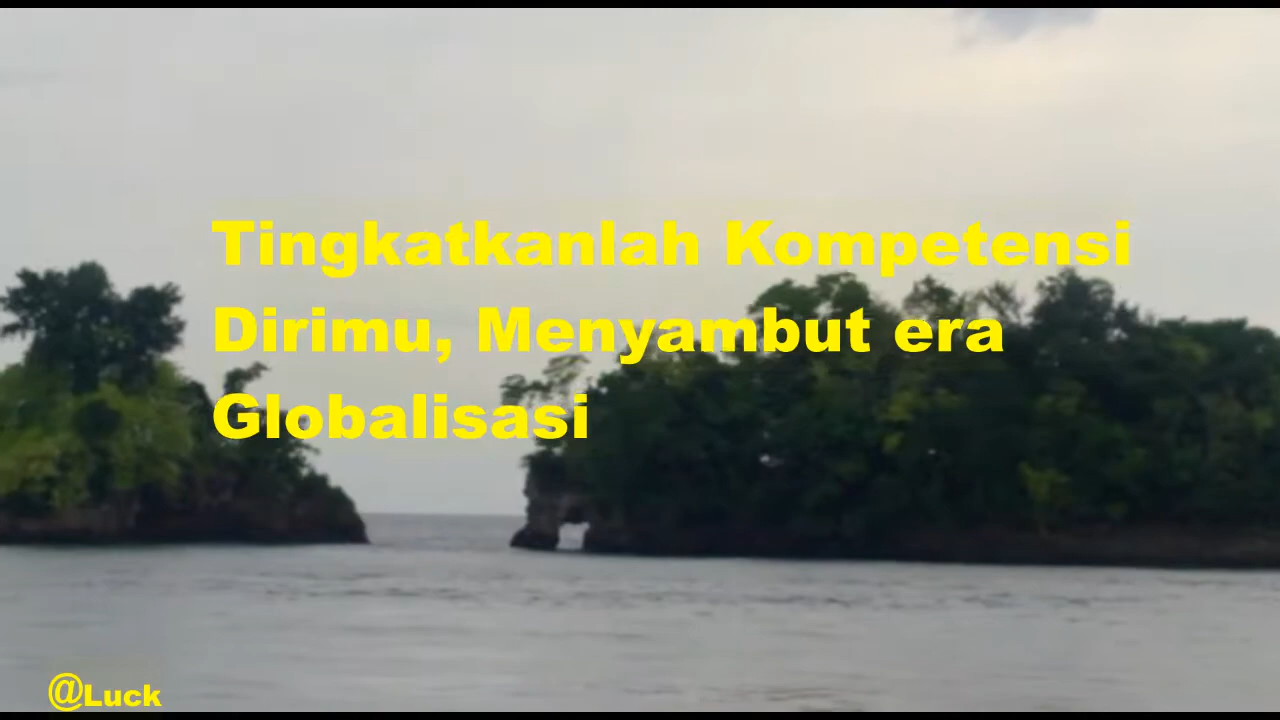 Tingkatkanlah Kompetensi
Dirimu, Menyambut era
Globalisasi
@Luck